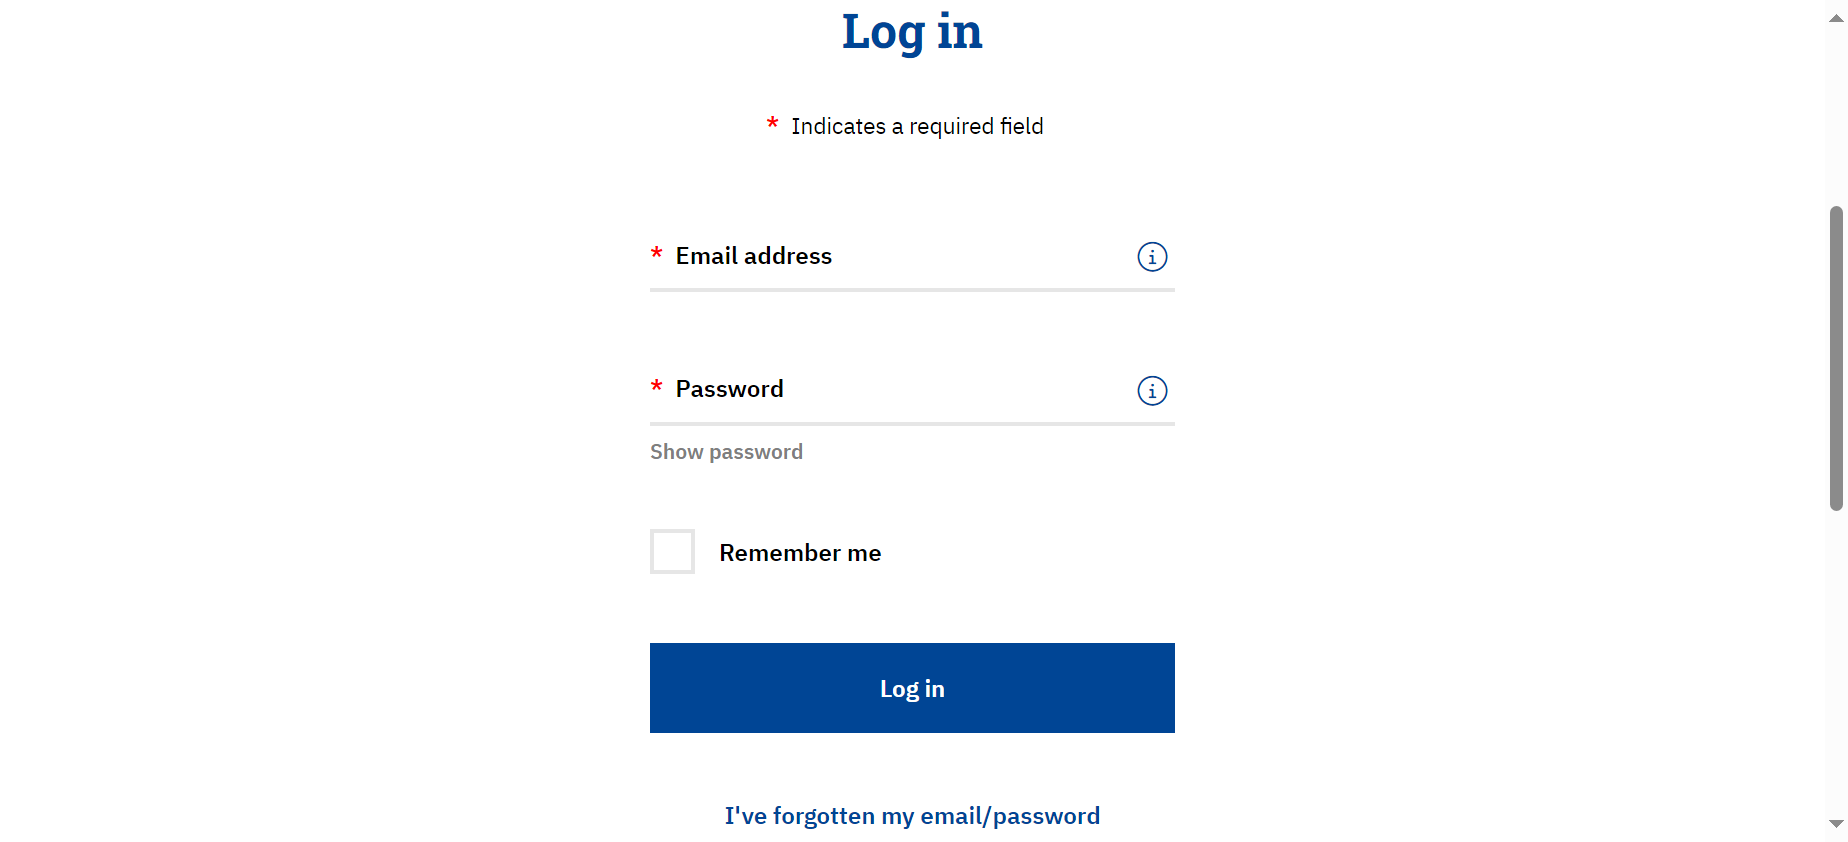 Log in
* Indicates a required field
* Email address
i
* Password
i
Show password
Remember me
Log in
I've forgotten my email/password